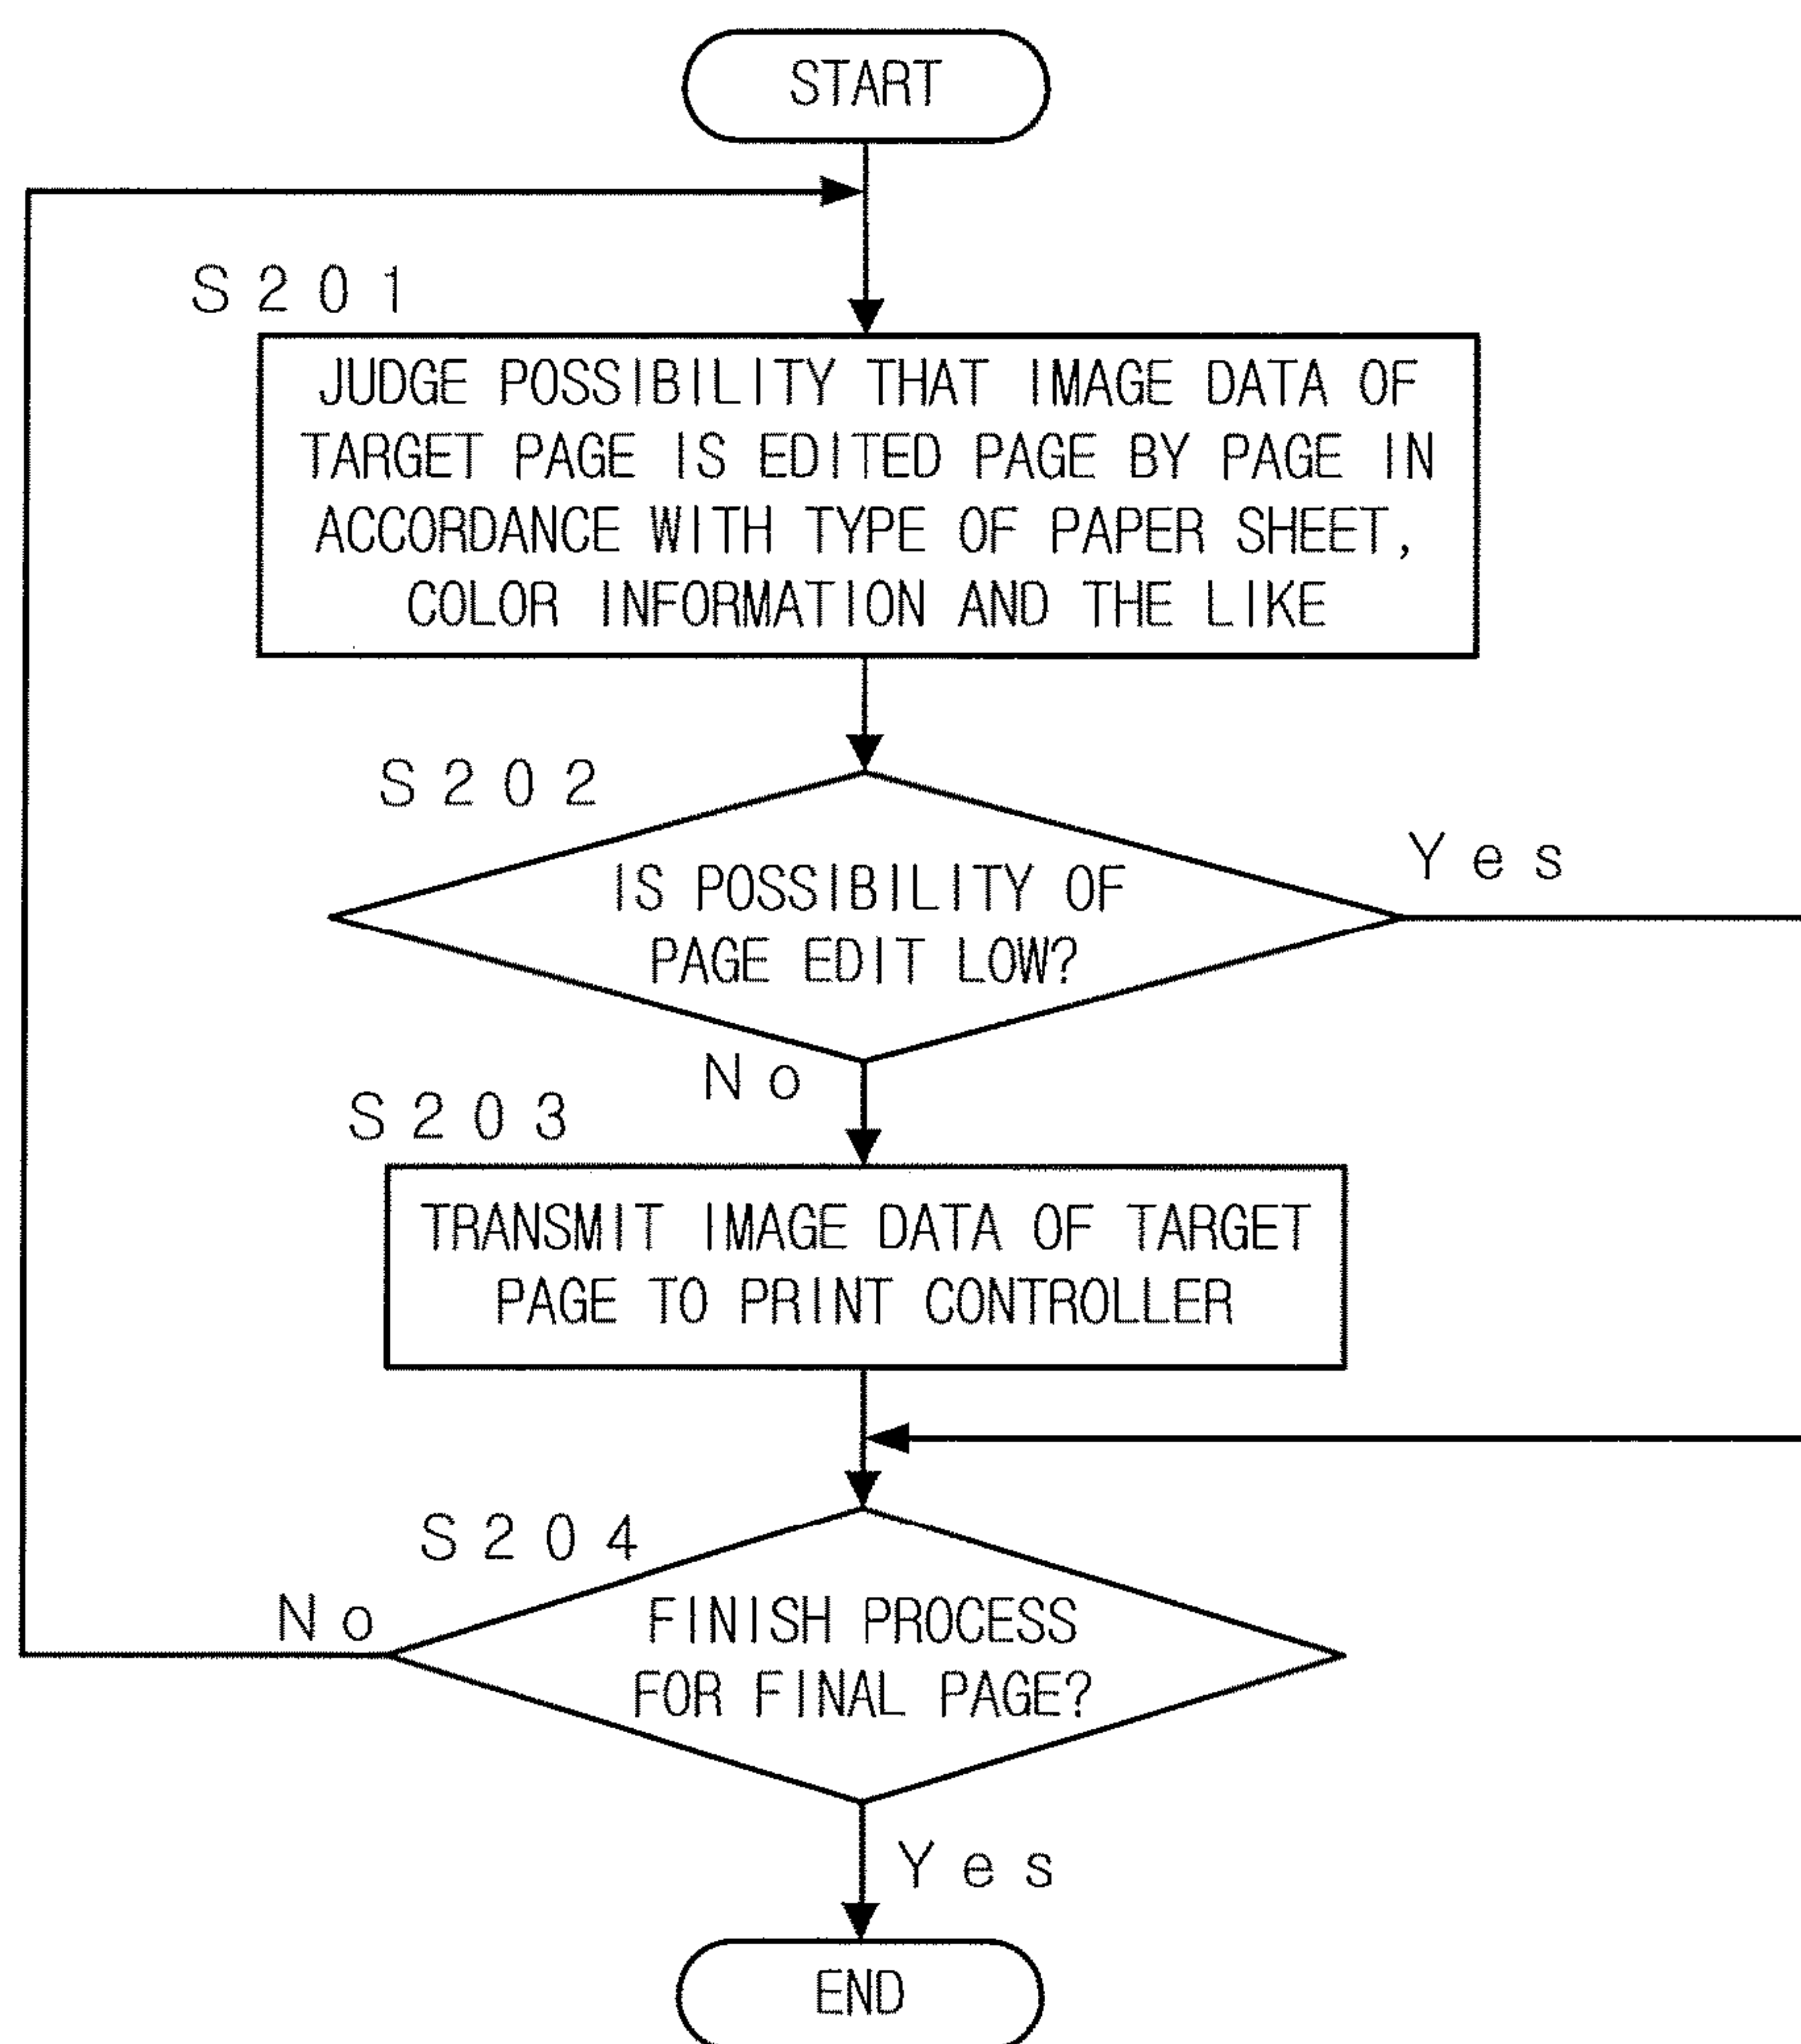 START
S201
JUDGE POSSIBILITY THAT IMAGE DATA OF
TARGET PAGE IS EDITED PAGE BY PAGE IN
ACCORDANCE WITH TYPE OF PAPER SHEET,
COLOR INFORMATION AND THE LIKE
S202
Yes
IS POSSIBILITY OF
PAGE EDIT LOW?
No
S203
TRANSMIT IMAGE DATA OF TARGET
PAGE TO PRINT CONTROLLER
S204
No
FINISH PROCESS
FOR FINAL PAGE?
Yes
END